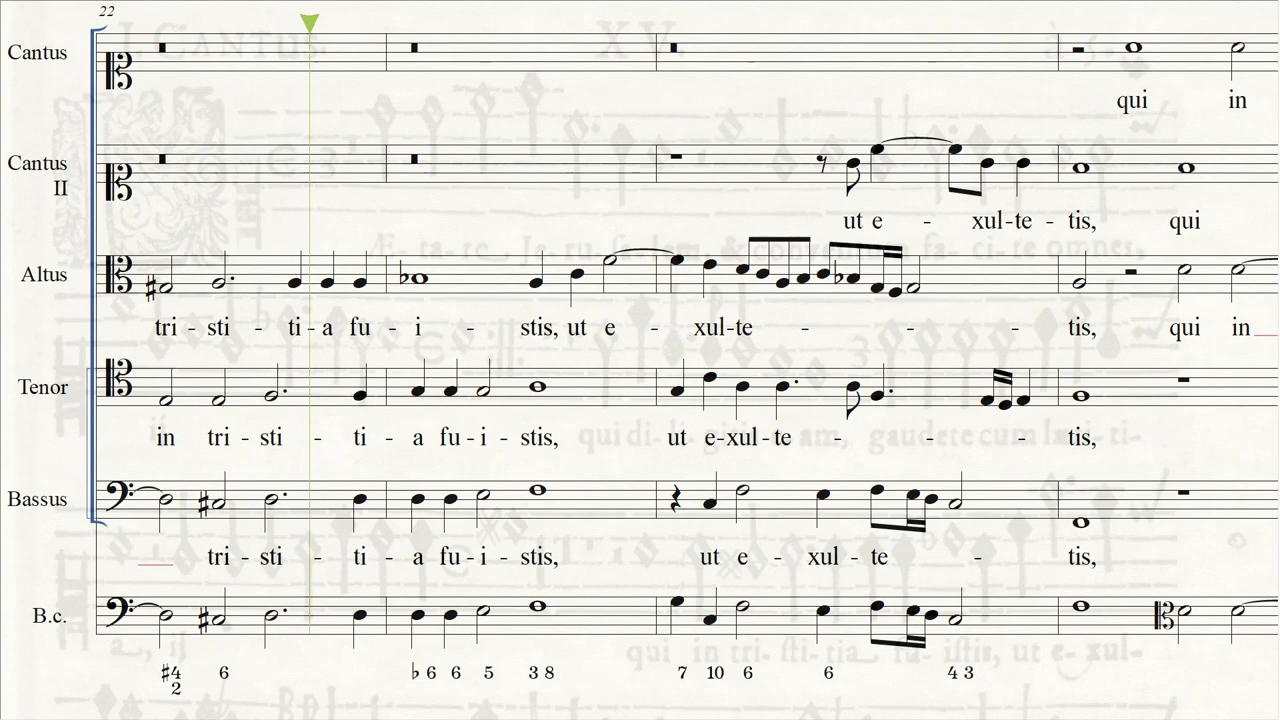 22
Cantus
qui in
Cantus
II
ut e - xul-te - tis, qui
Altus
tri - sti - ti - a fu - i - stis, ut e - xul-te - - - tis, qui in
Tenor
in tri - sti - ti - a fu - i - stis, ut e-xul-te - - - tis,
Bassus
tri - sti - ti - a fu - i - stis, ut e - xul - te - tis,
B.c.
♯4 6 ♭ 6 6 5 3 8 7 10 6 6 4 3
2
I. CANTUS. XV